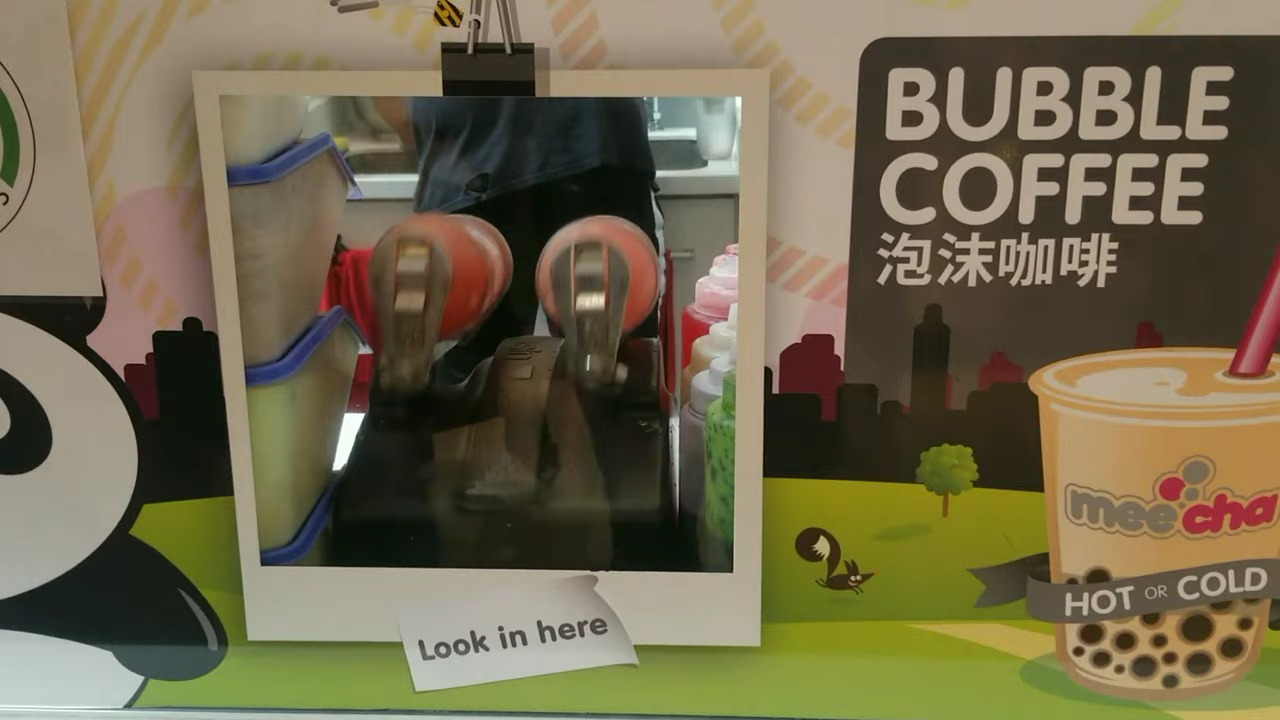 BUBBLE
COFFEE
泡沫咖啡
meecha
HOT OR COLD
Look in here